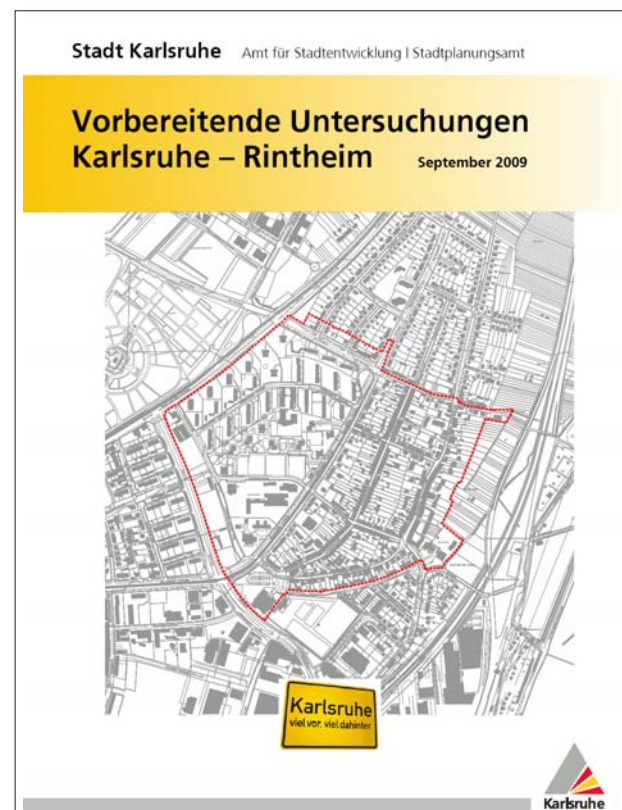 Stadt Karlsruhe Amt für Stadtentwicklung | Stadtplanungsamt
Vorbereitende Untersuchungen
Karlsruhe – Rintheim September 2009
Karlsruhe
viel vor. viel dahinter.
Karlsruhe